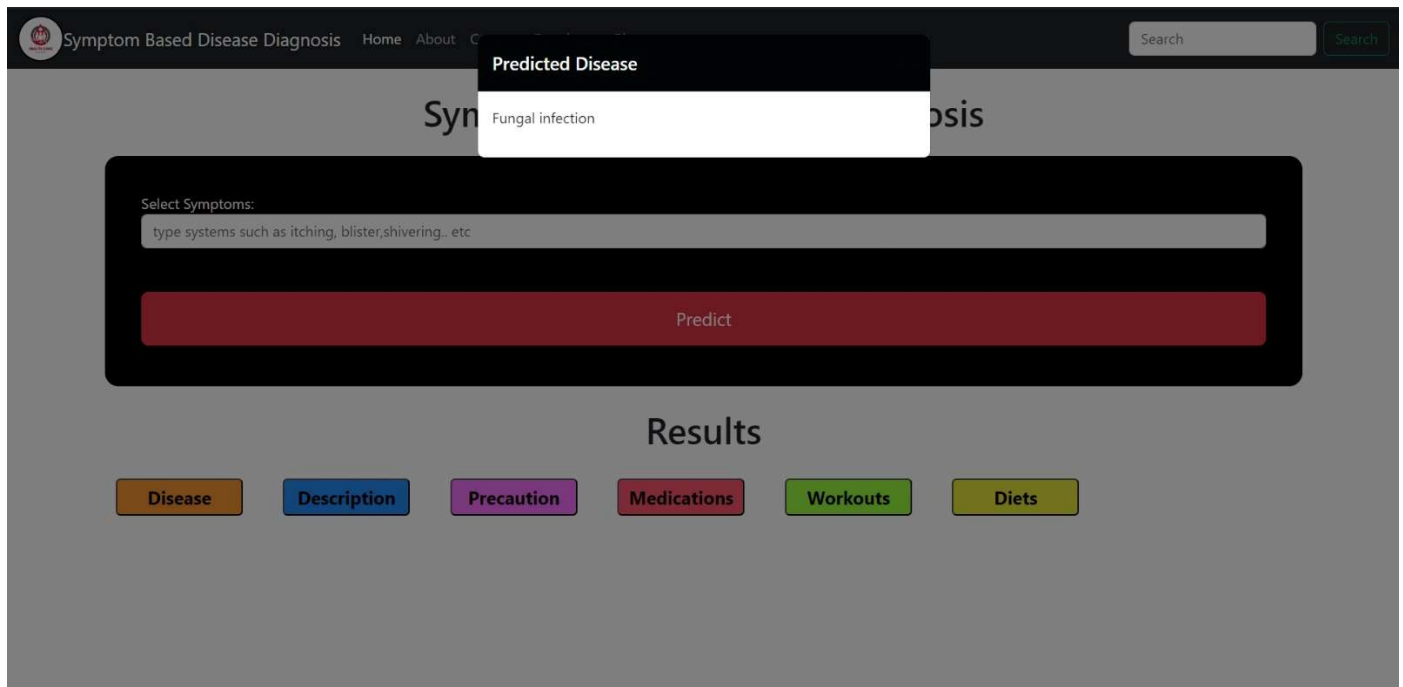 Symptom Based Disease Diagnosis Home About C Search Search
Predicted Disease
Fungal infection
Sym osis
Select Symptoms:
type systems such as itching, blister,shivering.. etc
Predict
Results
Disease Description Precaution Medications Workouts Diets